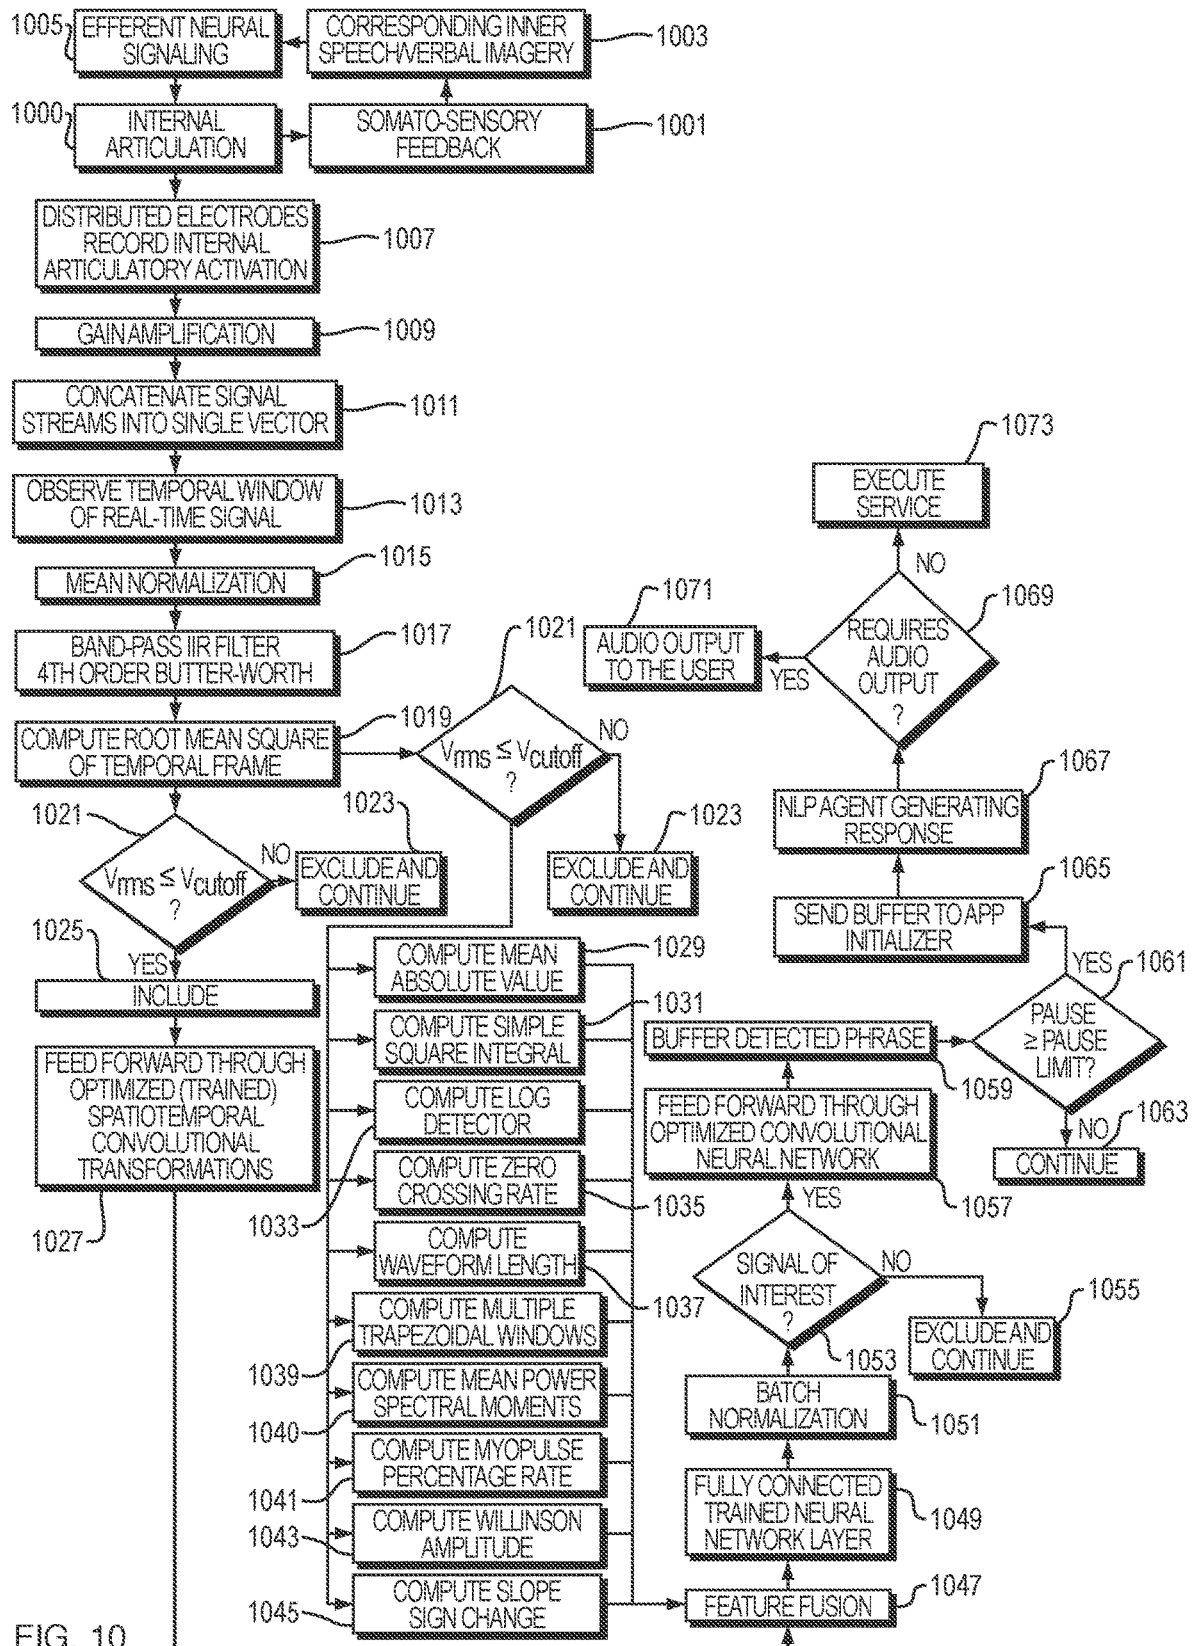 1005
EFFERENT NEURAL
SIGNALING
CORRESPONDING INNER
SPEECH/VERBAL IMAGERY
1003
1000
INTERNAL
ARTICULATION
SOMATO-SENSORY
FEEDBACK
1001
DISTRIBUTED ELECTRODES
RECORD INTERNAL
ARTICULATORY ACTIVATION
1007
GAIN AMPLIFICATION
1009
CONCATENATE SIGNAL
STREAMS INTO SINGLE VECTOR
1011
OBSERVE TEMPORAL WINDOW
OF REAL-TIME SIGNAL
1013
MEAN NORMALIZATION
1015
BAND-PASS IIR FILTER
4TH ORDER BUTTER-WORTH
1017
COMPUTE ROOT MEAN SQUARE
OF TEMPORAL FRAME
1019
1021
Vrms ≤ Vcutoff
?
NO
1023
EXCLUDE AND
CONTINUE
1021
Vrms ≤ Vcutoff
?
NO
1023
EXCLUDE AND
CONTINUE
YES
1025
INCLUDE
FEED FORWARD THROUGH
OPTIMIZED (TRAINED)
SPATIOTEMPORAL
CONVOLUTIONAL
TRANSFORMATIONS
1027
COMPUTE MEAN
ABSOLUTE VALUE
1029
COMPUTE SIMPLE
SQUARE INTEGRAL
1031
COMPUTE LOG
DETECTOR
1033
COMPUTE ZERO
CROSSING RATE
1035
COMPUTE
WAVEFORM LENGTH
1037
COMPUTE MULTIPLE
TRAPEZOIDAL WINDOWS
1039
COMPUTE MEAN POWER
SPECTRAL MOMENTS
1040
COMPUTE MYOPULSE
PERCENTAGE RATE
1041
COMPUTE WILLINSON
AMPLITUDE
1043
COMPUTE SLOPE
SIGN CHANGE
1045
FEATURE FUSION
1047
FULLY CONNECTED
TRAINED NEURAL
NETWORK LAYER
1049
BATCH
NORMALIZATION
1051
SIGNAL OF
INTEREST
?
1053
NO
EXCLUDE AND
CONTINUE
1055
YES
FEED FORWARD THROUGH
OPTIMIZED CONVOLUTIONAL
NEURAL NETWORK
1057
BUFFER DETECTED PHRASE
1059
PAUSE
≥ PAUSE
LIMIT?
1061
NO
CONTINUE
1063
YES
SEND BUFFER TO APP
INITIALIZER
1065
NLP AGENT GENERATING
RESPONSE
1067
REQUIRES
AUDIO
OUTPUT
?
1069
YES
AUDIO OUTPUT
TO THE USER
1071
NO
EXECUTE
SERVICE
1073
FIG. 10